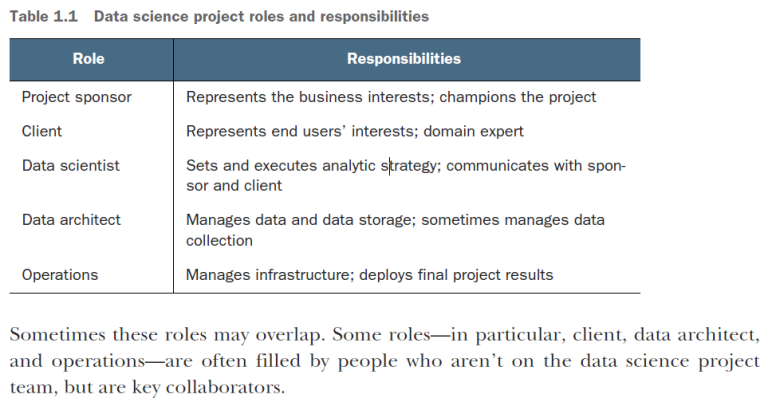 Table 1.1 Data science project roles and responsibilities
Role Responsibilities
Project sponsor Represents the business interests; champions the project
Client Represents end users’ interests; domain expert
Data scientist Sets and executes analytic strategy; communicates with spon-
sor and client
Data architect Manages data and data storage; sometimes manages data
collection
Operations Manages infrastructure; deploys final project results
Sometimes these roles may overlap. Some roles—in particular, client, data architect,
and operations—are often filled by people who aren’t on the data science project
team, but are key collaborators.